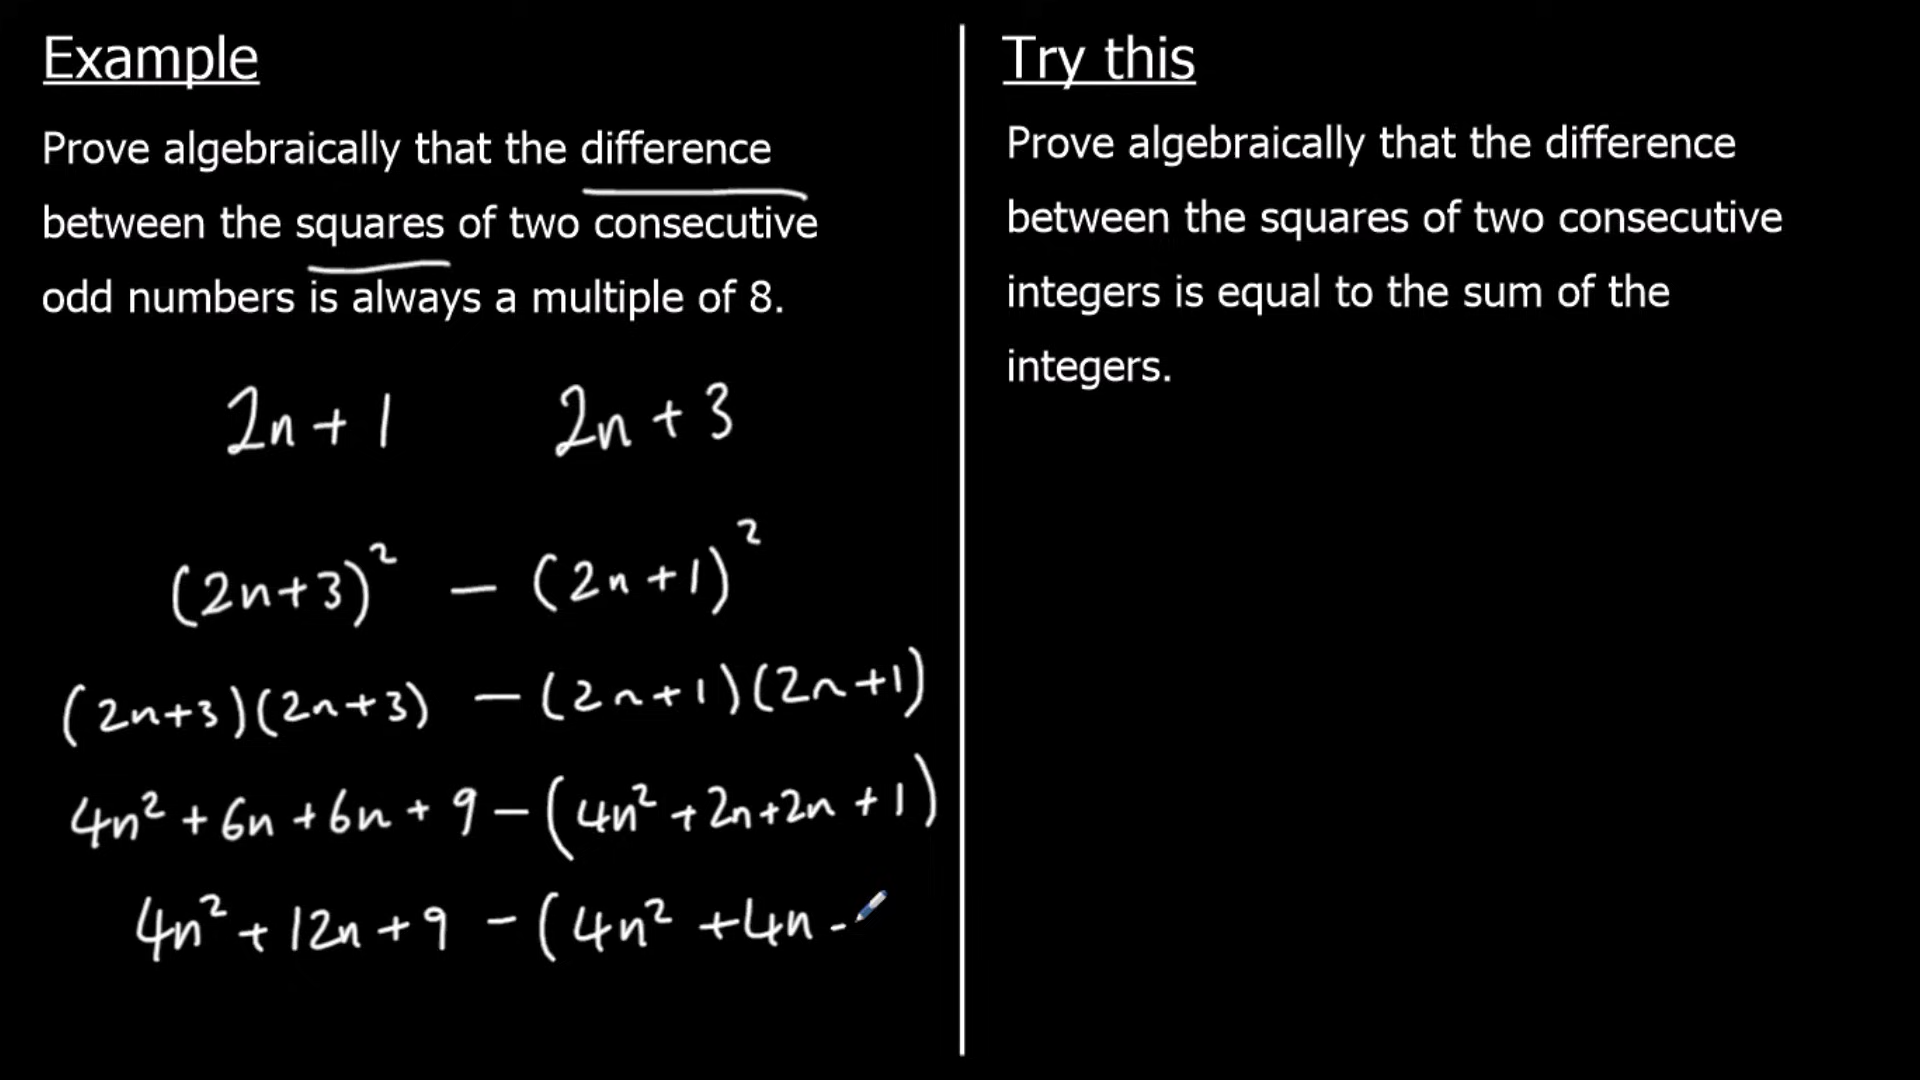 Example
Prove algebraically that the difference
between the squares of two consecutive
odd numbers is always a multiple of 8.
2n + 1 2n + 3
(2n+3)² – (2n+1)²
(2n+3)(2n+3) – (2n+1)(2n+1)
4n² + 6n + 6n + 9 – (4n² + 2n+2n + 1)
4n² + 12n + 9 – (4n² + 4n -
Try this
Prove algebraically that the difference
between the squares of two consecutive
integers is equal to the sum of the
integers.